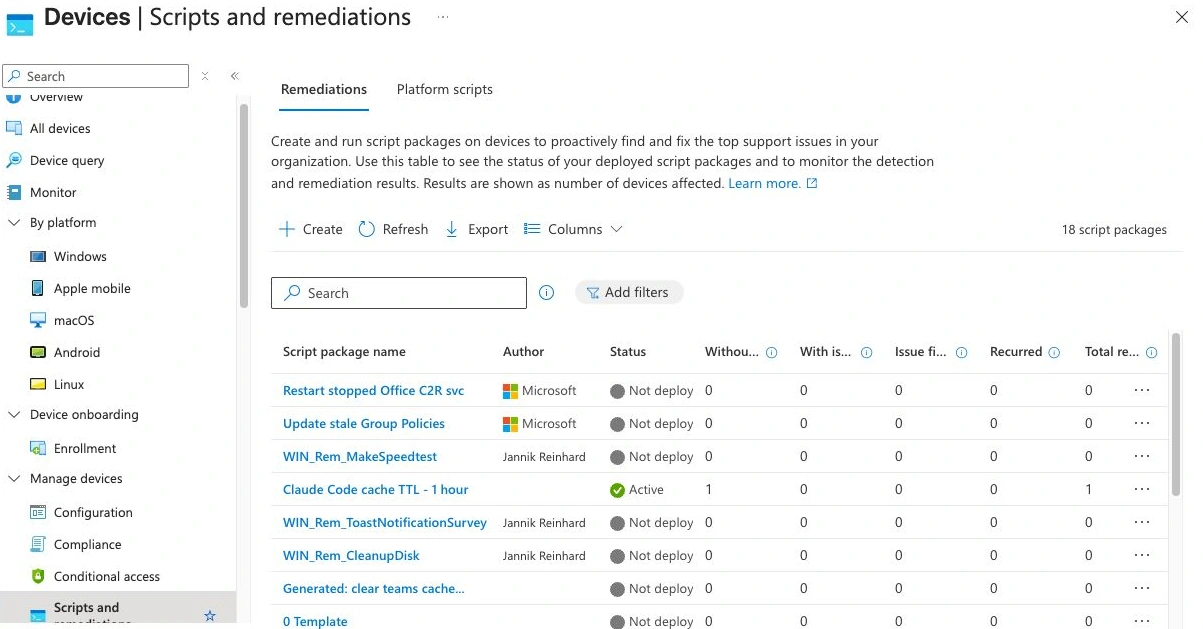 Devices | Scripts and remediations ...
Search
Overview
All devices
Device query
Monitor
By platform
Windows
Apple mobile
macOS
Android
Linux
Device onboarding
Enrollment
Manage devices
Configuration
Compliance
Conditional access
Scripts and
remediations
Remediations Platform scripts
Create and run script packages on devices to proactively find and fix the top support issues in your
organization. Use this table to see the status of your deployed script packages and to monitor the detection
and remediation results. Results are shown as number of devices affected. Learn more.
Create Refresh Export Columns 18 script packages
Search Add filters
Script package name Author Status Withou... With is... Issue fi... Recurred Total re...
Restart stopped Office C2R svc Microsoft Not deploy 0 0 0 0 0 ...
Update stale Group Policies Microsoft Not deploy 0 0 0 0 0 ...
WIN_Rem_MakeSpeedtest Jannik Reinhard Not deploy 0 0 0 0 0 ...
Claude Code cache TTL - 1 hour Active 1 0 0 0 1 ...
WIN_Rem_ToastNotificationSurvey Jannik Reinhard Not deploy 0 0 0 0 0 ...
WIN_Rem_CleanupDisk Jannik Reinhard Not deploy 0 0 0 0 0 ...
Generated: clear teams cache... Not deploy 0 0 0 0 0 ...
0 Template Not deploy 0 0 0 0 0 ...